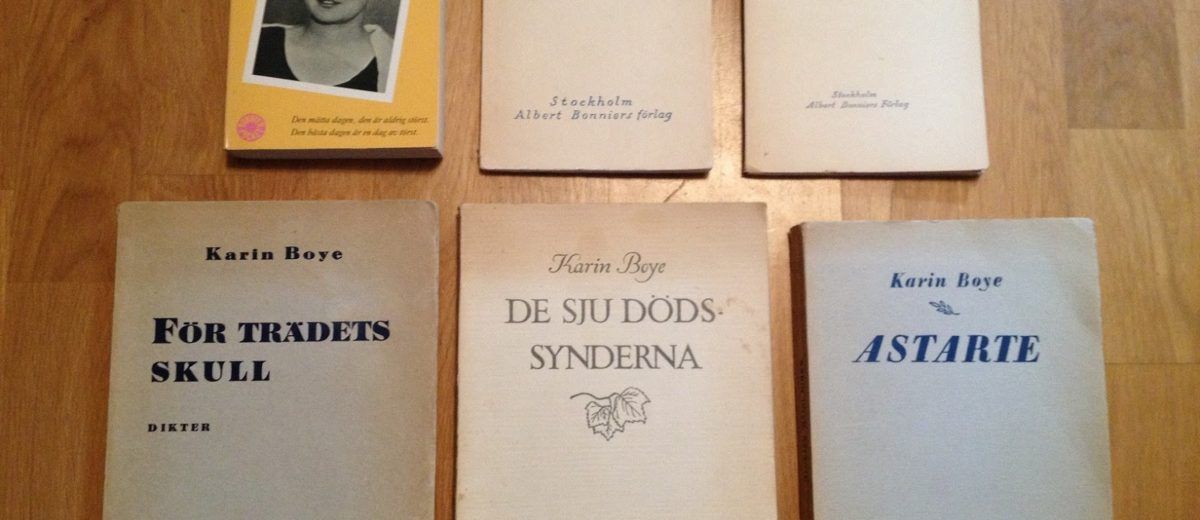 Den mätta dagen, den är aldrig störst.
Den bästa dagen är en dag av törst.
Stockholm
Albert Bonniers förlag
Stockholm
Albert Bonniers Förlag
Karin Boye
FÖR TRÄDETS
SKULL
DIKTER
Karin Boye
DE SJU DÖDS-
SYNDERNA
Karin Boye
ASTARTE